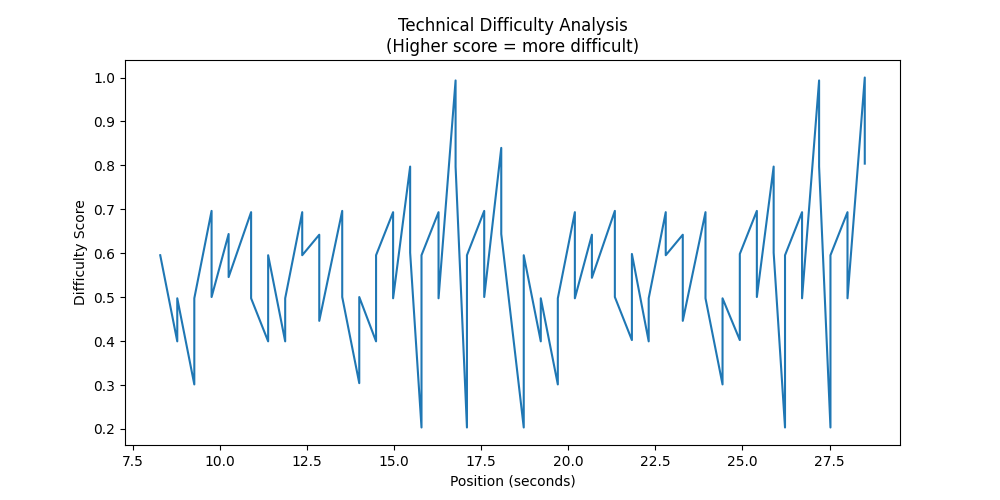 Technical Difficulty Analysis
(Higher score = more difficult)
Difficulty Score
1.0
0.9
0.8
0.7
0.6
0.5
0.4
0.3
0.2
7.5 10.0 12.5 15.0 17.5 20.0 22.5 25.0 27.5
Position (seconds)